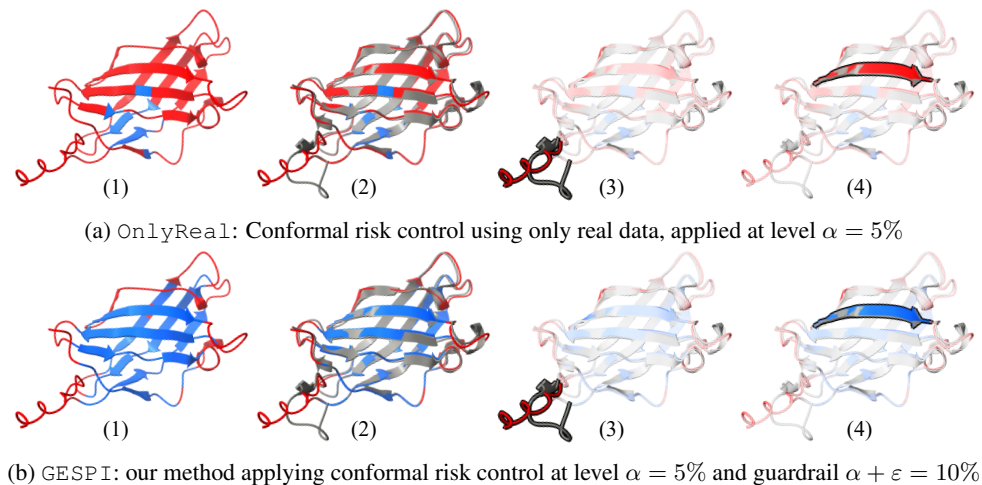 (1) (2) (3) (4)
(a) OnlyReal: Conformal risk control using only real data, applied at level α = 5%
(1) (2) (3) (4)
(b) GESPI: our method applying conformal risk control at level α = 5% and guardrail α + ε = 10%